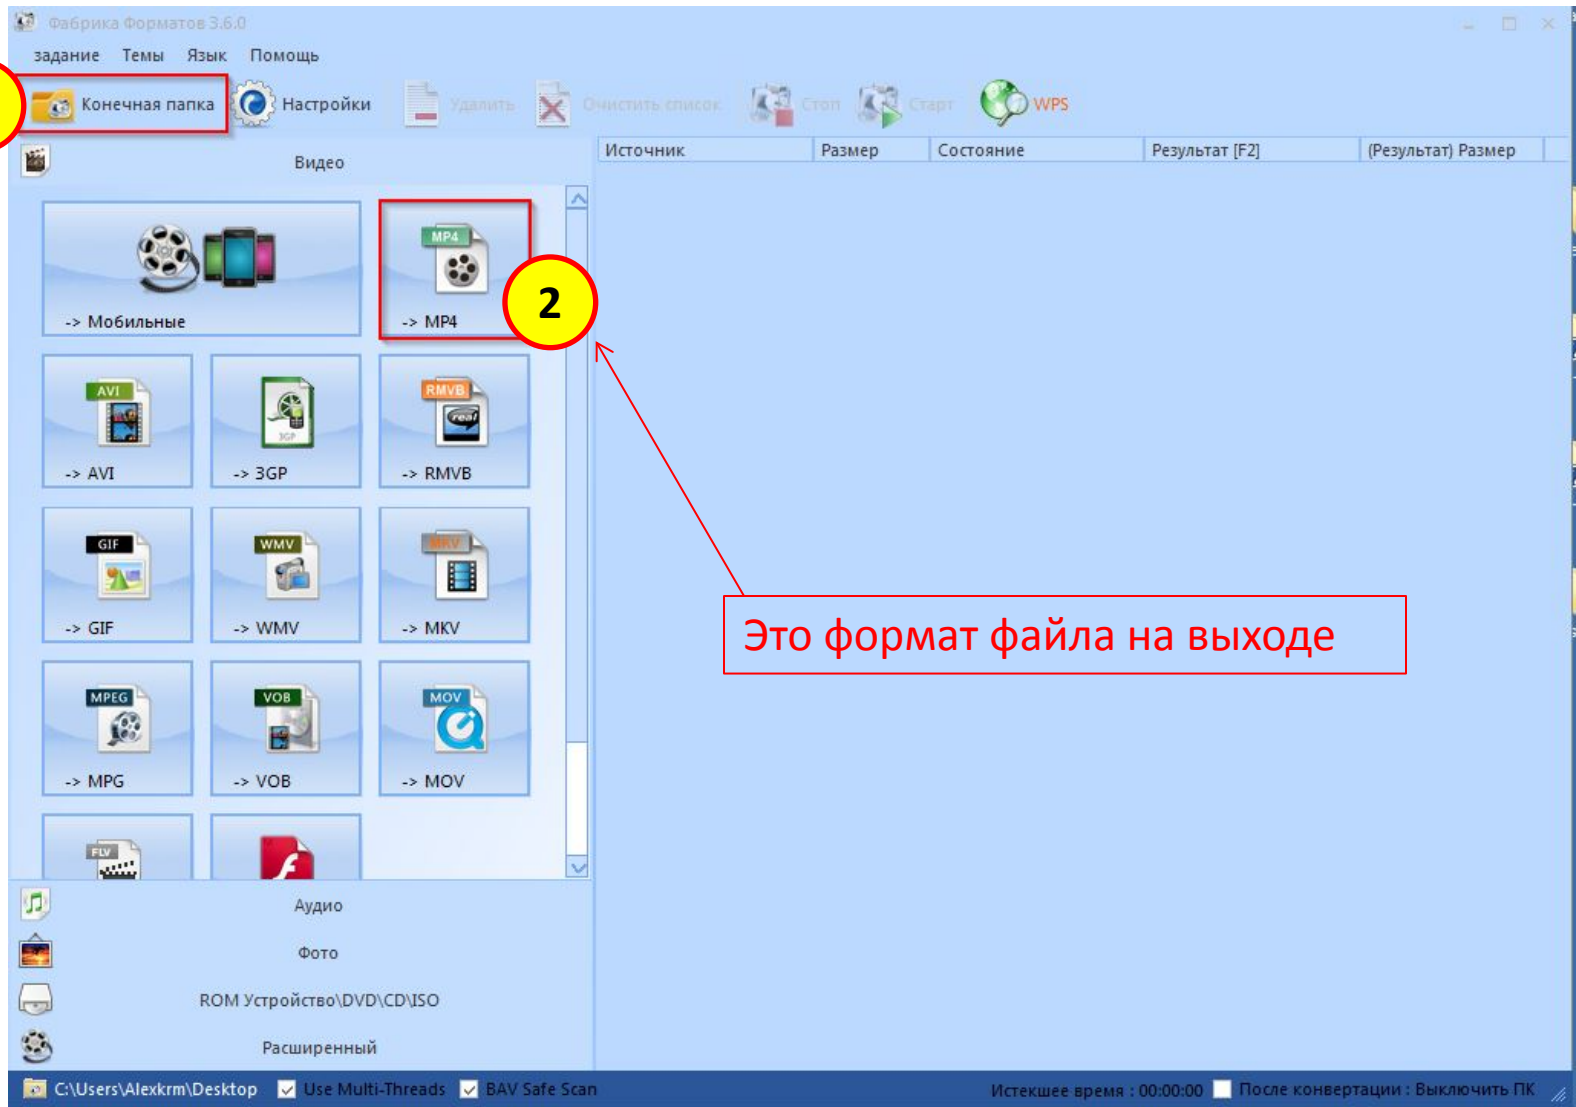 Фабрика Форматов 3.6.0
задание Темы Язык Помощь
Конечная папка Настройки Удалить Очистить список Стоп Старт WPS
Видео
Источник Размер Состояние Результат [F2] (Результат) Размер
MP4
-> Мобильные -> MP4
2
AVI 3GP RMVB real
-> AVI -> 3GP -> RMVB
GIF WMV MKV
-> GIF -> WMV -> MKV
Это формат файла на выходе
MPEG VOB MOV
-> MPG -> VOB -> MOV
FLV
Аудио
Фото
ROM Устройство\DVD\CD\ISO
Расширенный
C:\Users\Alexkrm\Desktop Use Multi-Threads BAV Safe Scan Истекшее время : 00:00:00 После конвертации : Выключить ПК